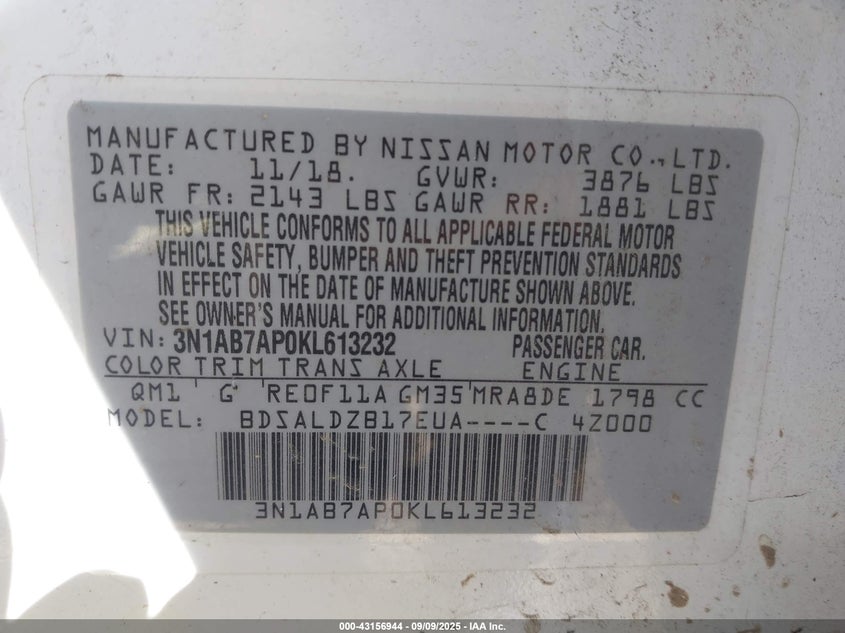 MANUFACTURED BY NISSAN MOTOR CO.,LTD.
DATE: 11/18. GVWR: 3876 LBS
GAWR FR: 2143 LBS GAWR RR: 1881 LBS
THIS VEHICLE CONFORMS TO ALL APPLICABLE FEDERAL MOTOR
VEHICLE SAFETY, BUMPER AND THEFT PREVENTION STANDARDS
IN EFFECT ON THE DATE OF MANUFACTURE SHOWN ABOVE.
SEE OWNER'S MANUAL FOR ADDITIONAL INFORMATION.
VIN: 3N1AB7AP0KL613232 PASSENGER CAR.
COLOR TRIM TRANS AXLE ENGINE
QM1 G RE0F11A GM35 MRA8DE 1798 CC
MODEL: BDSALDZB17EUA----C 4Z000
3N1AB7AP0KL613232
000-43156944 / 09/09/2025 — IAA Inc.